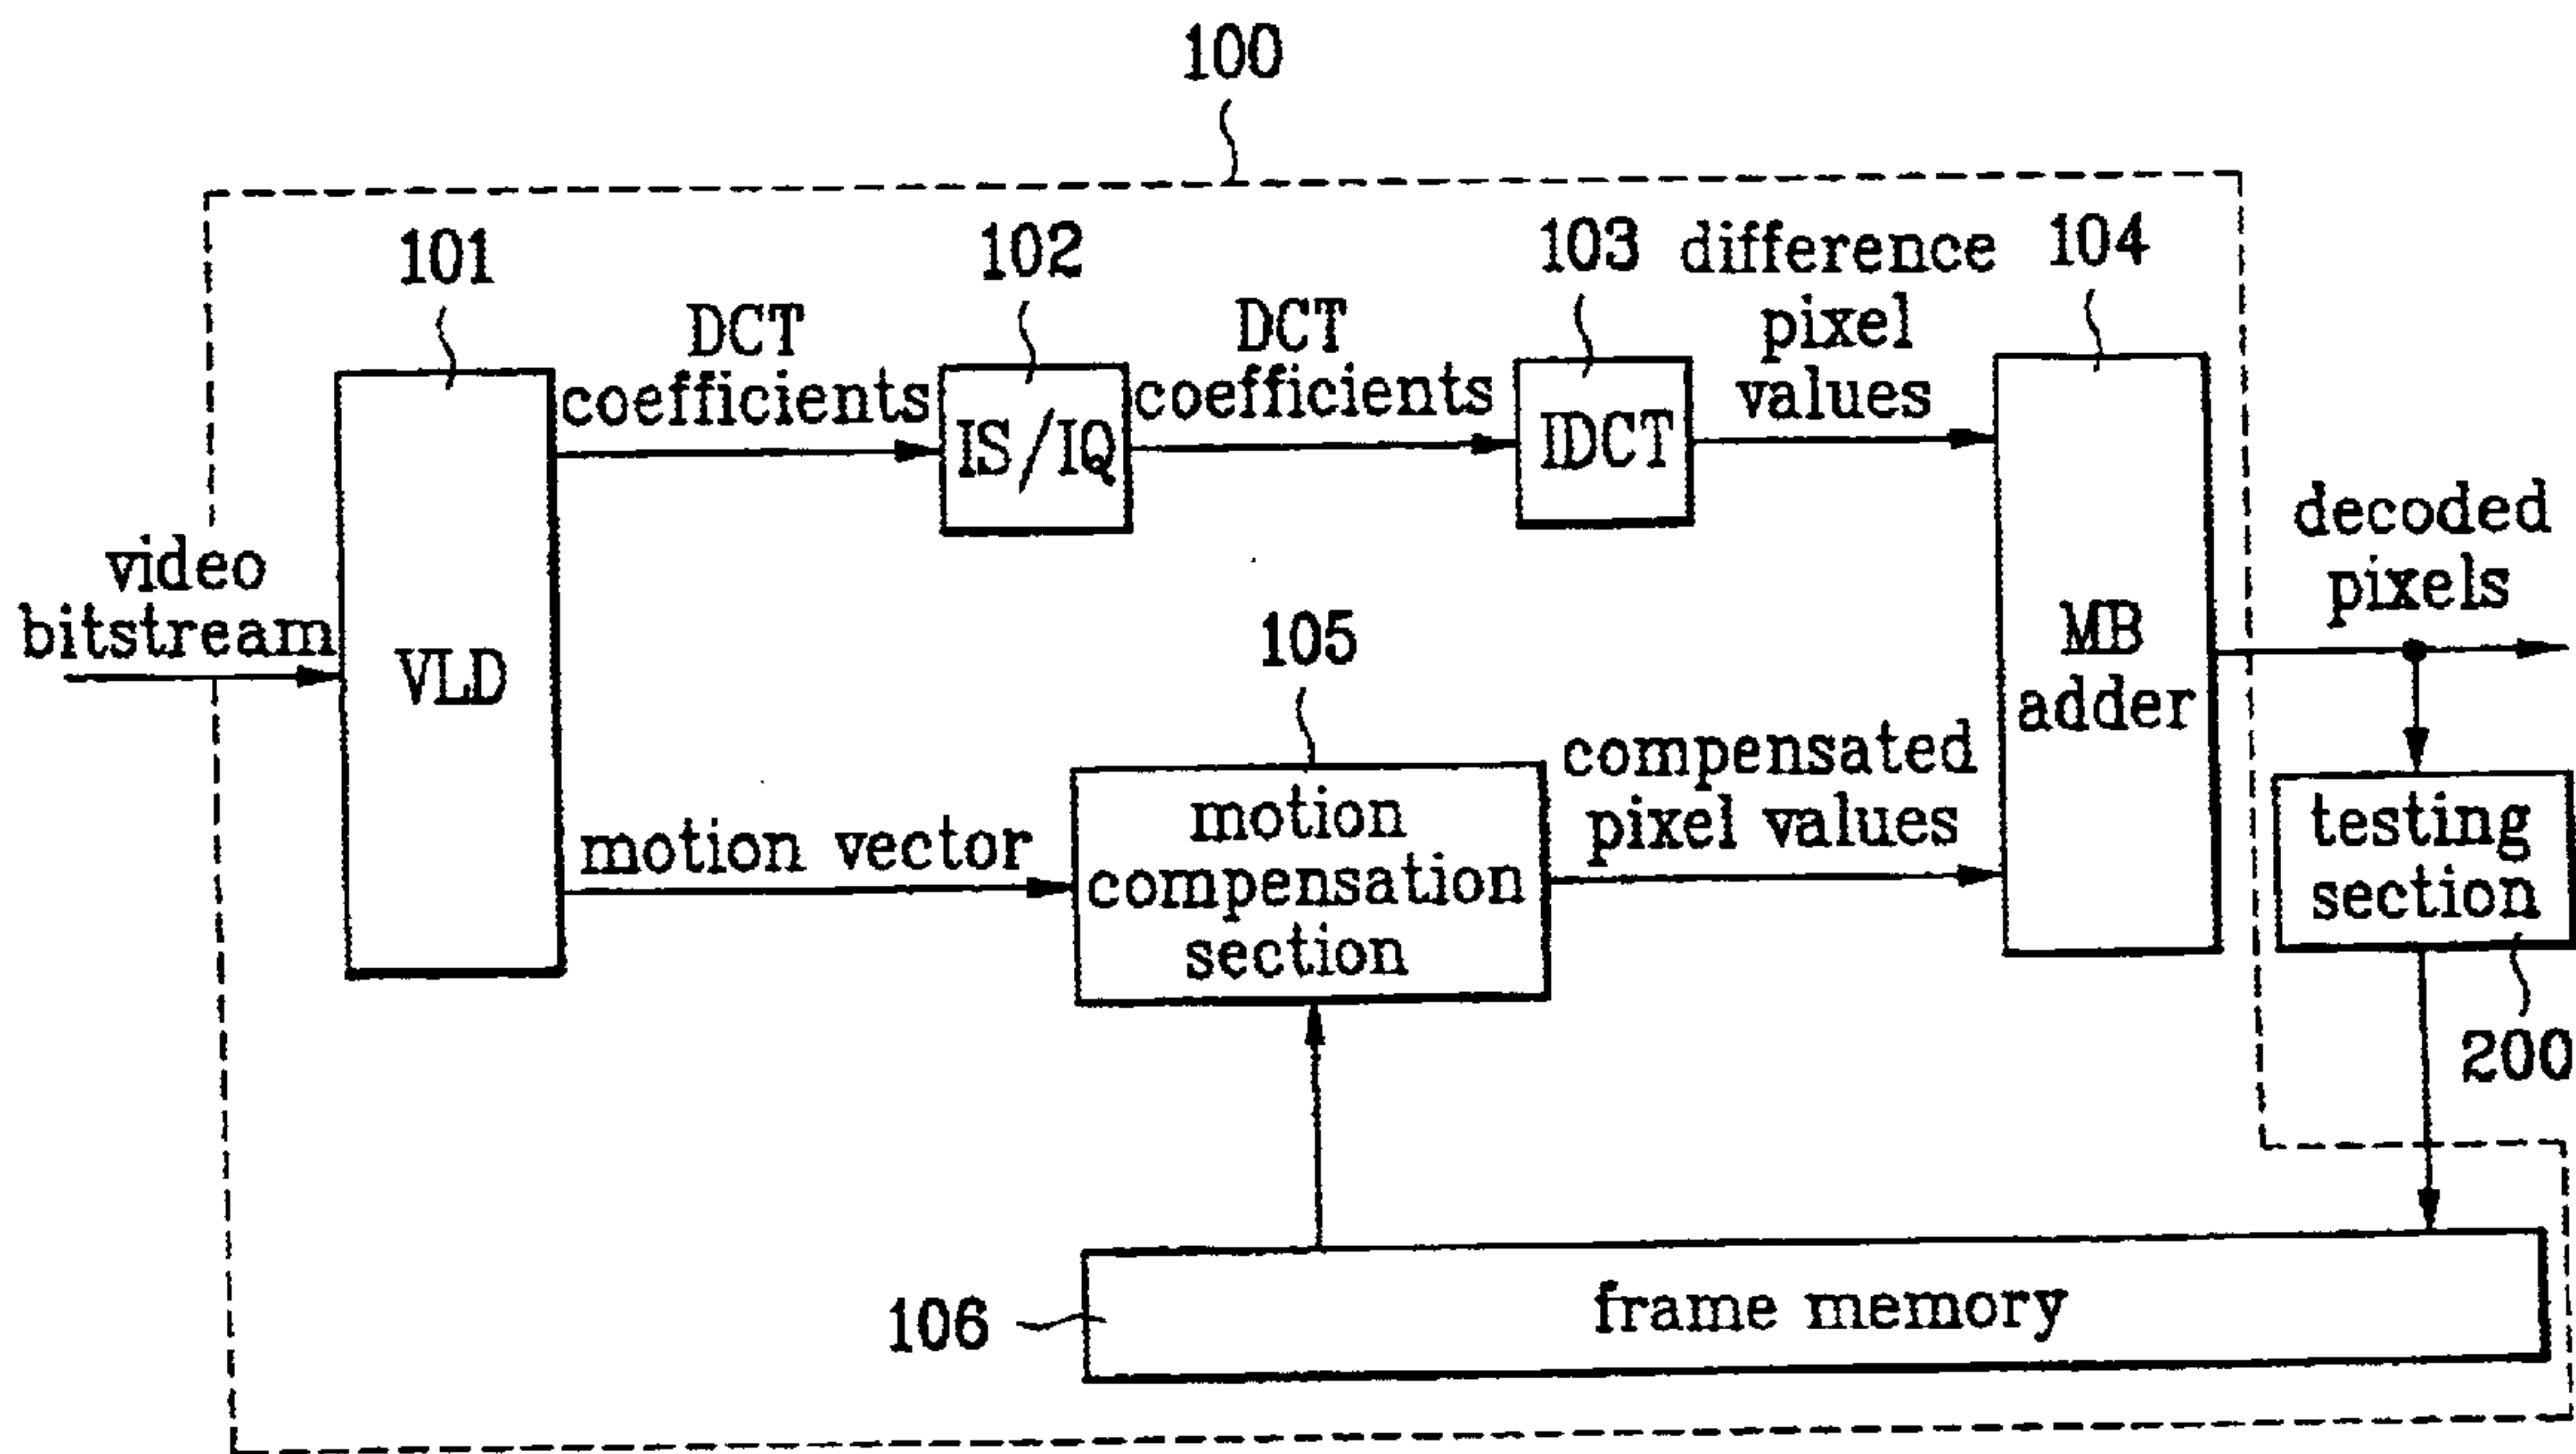 100
101
DCT
coefficients
102
DCT
coefficients
103
difference
pixel
values
104
video
bitstream
VLD
IS/IQ
IDCT
MB
adder
decoded
pixels
105
motion vector
motion
compensation
section
compensated
pixel values
testing
section
200
106
frame memory